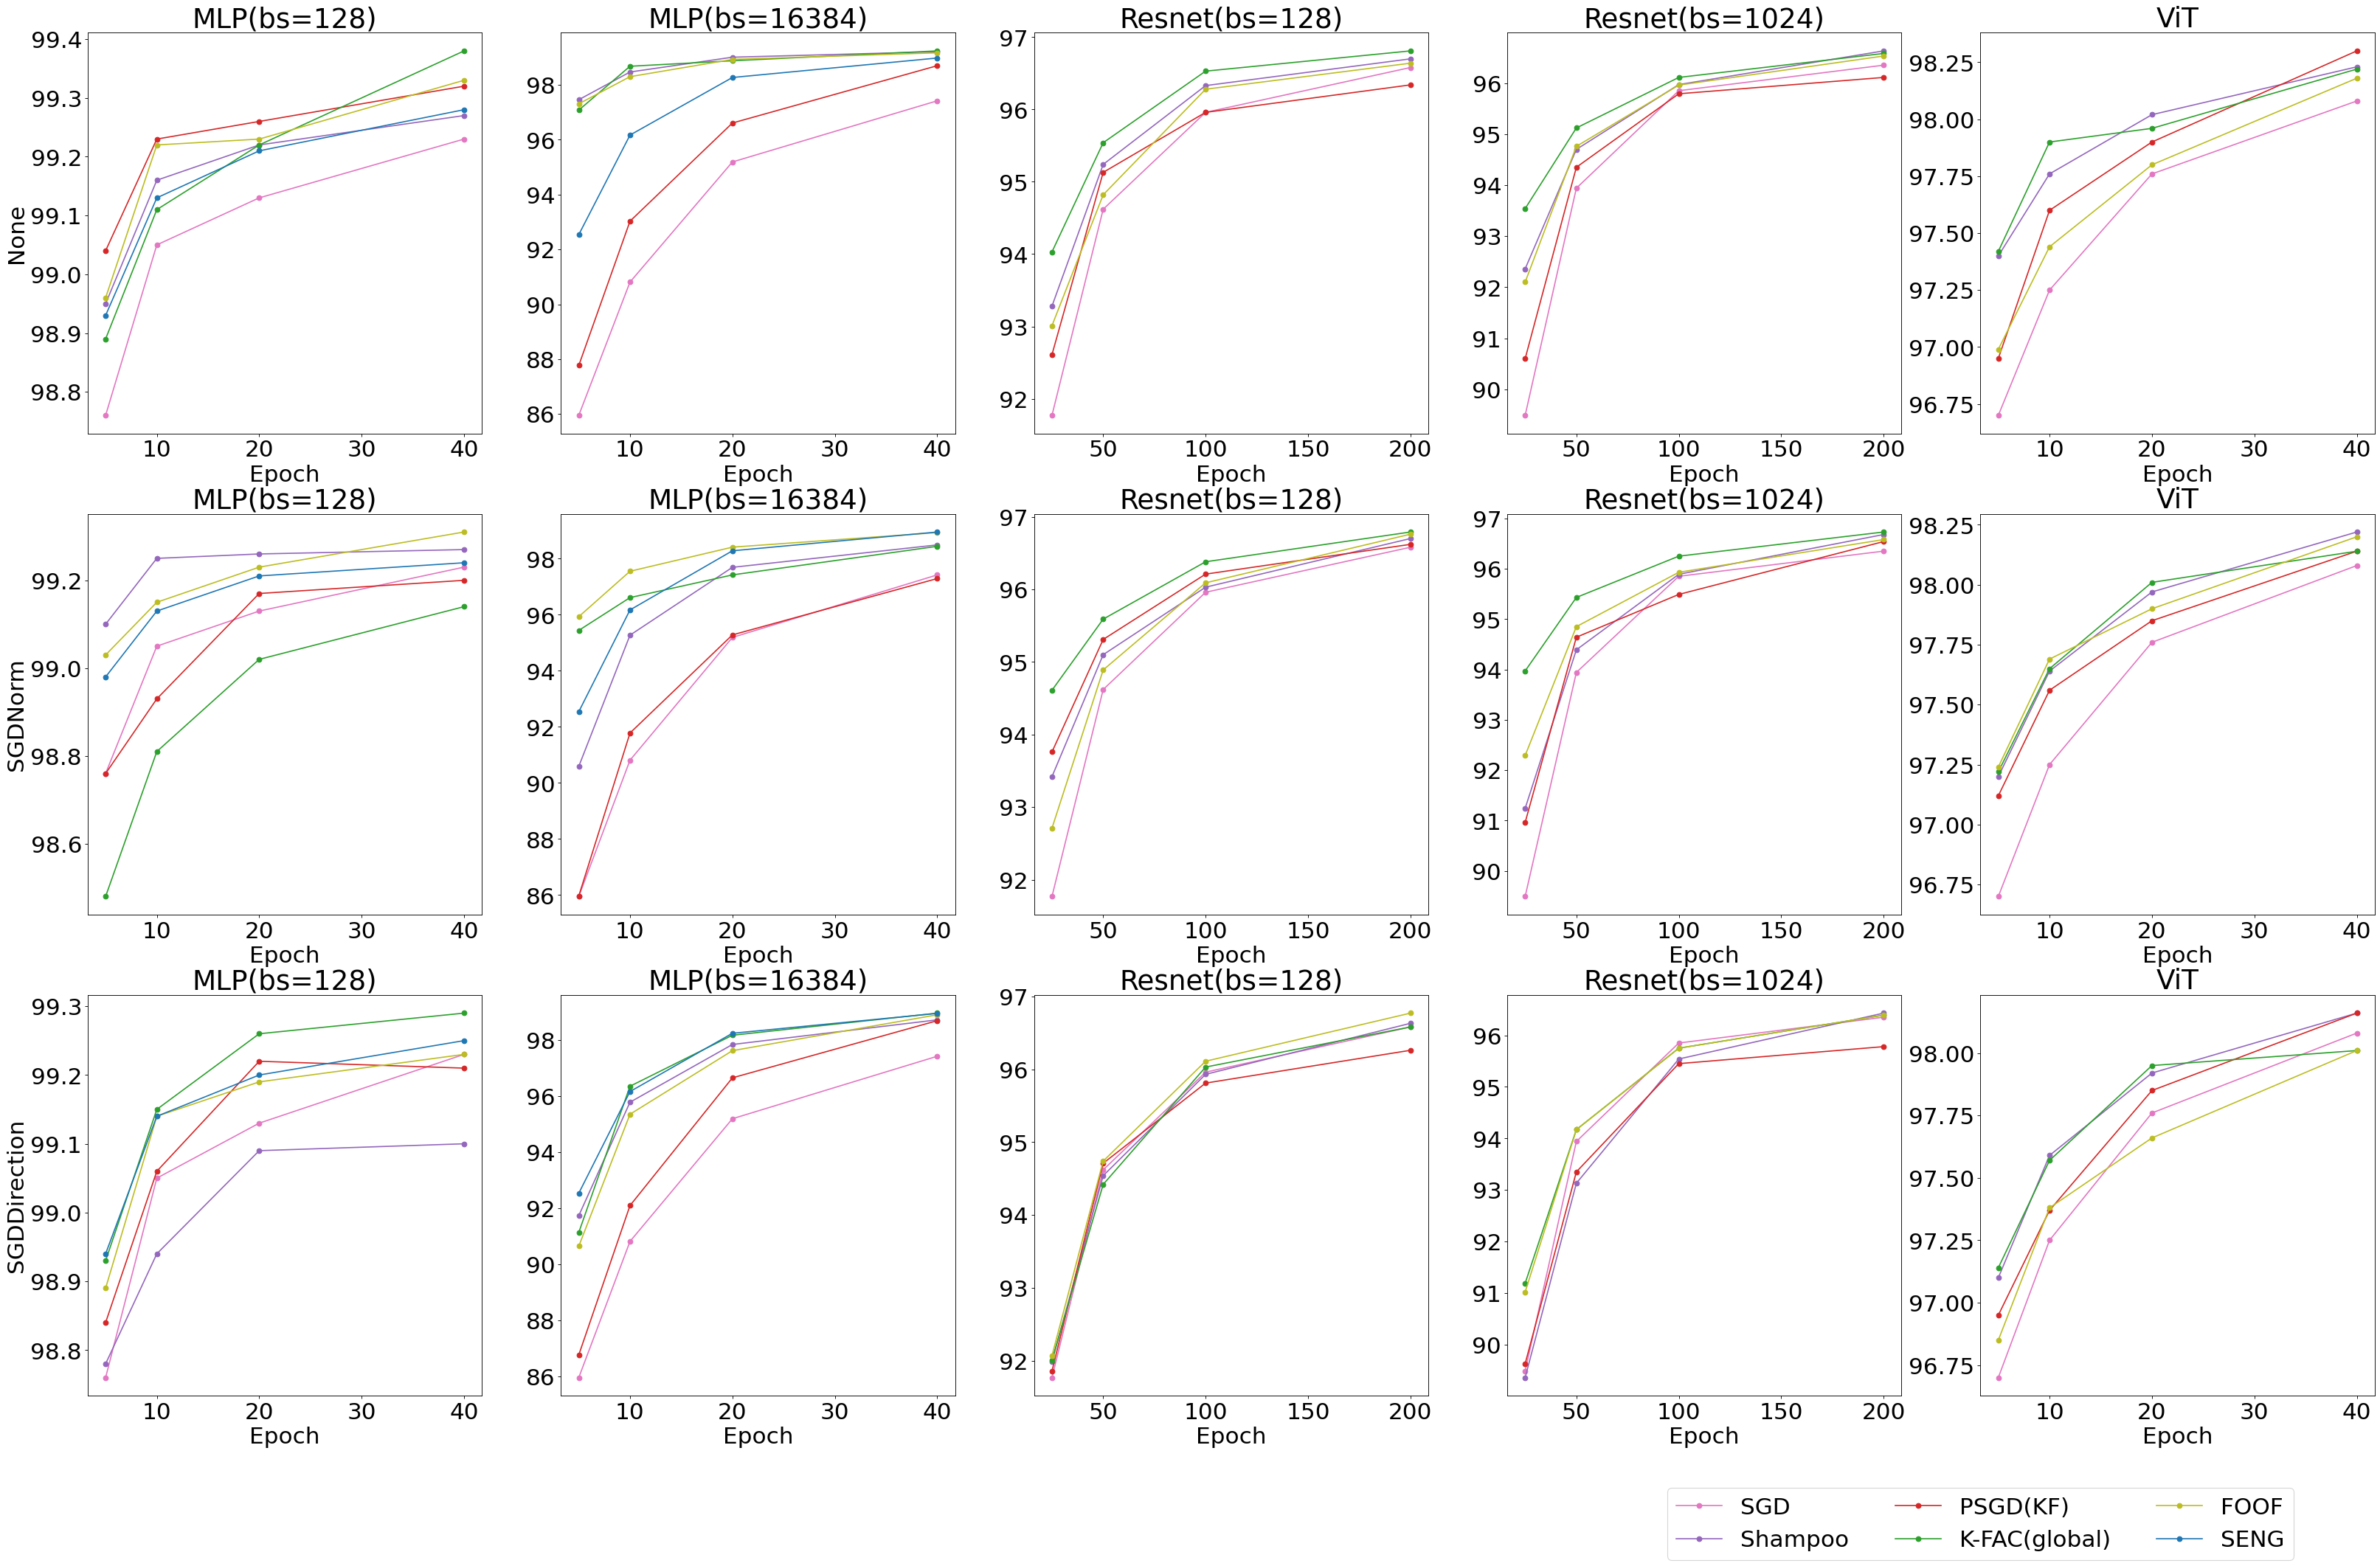 MLP(bs=128) MLP(bs=16384) Resnet(bs=128) Resnet(bs=1024) ViT
None
99.4
99.3
99.2
99.1
99.0
98.9
98.8
10 20 30 40
Epoch
98
96
94
92
90
88
86
10 20 30 40
Epoch
97
96
95
94
93
92
50 100 150 200
Epoch
96
95
94
93
92
91
90
50 100 150 200
Epoch
98.25
98.00
97.75
97.50
97.25
97.00
96.75
10 20 30 40
Epoch
MLP(bs=128) MLP(bs=16384) Resnet(bs=128) Resnet(bs=1024) ViT
SGDNorm
99.2
99.0
98.8
98.6
10 20 30 40
Epoch
98
96
94
92
90
88
86
10 20 30 40
Epoch
97
96
95
94
93
92
50 100 150 200
Epoch
97
96
95
94
93
92
91
90
50 100 150 200
Epoch
98.25
98.00
97.75
97.50
97.25
97.00
96.75
10 20 30 40
Epoch
MLP(bs=128) MLP(bs=16384) Resnet(bs=128) Resnet(bs=1024) ViT
SGDDirection
99.3
99.2
99.1
99.0
98.9
98.8
10 20 30 40
Epoch
98
96
94
92
90
88
86
10 20 30 40
Epoch
97
96
95
94
93
92
50 100 150 200
Epoch
96
95
94
93
92
91
90
50 100 150 200
Epoch
98.00
97.75
97.50
97.25
97.00
96.75
10 20 30 40
Epoch
SGD PSGD(KF) FOOF
Shampoo K-FAC(global) SENG